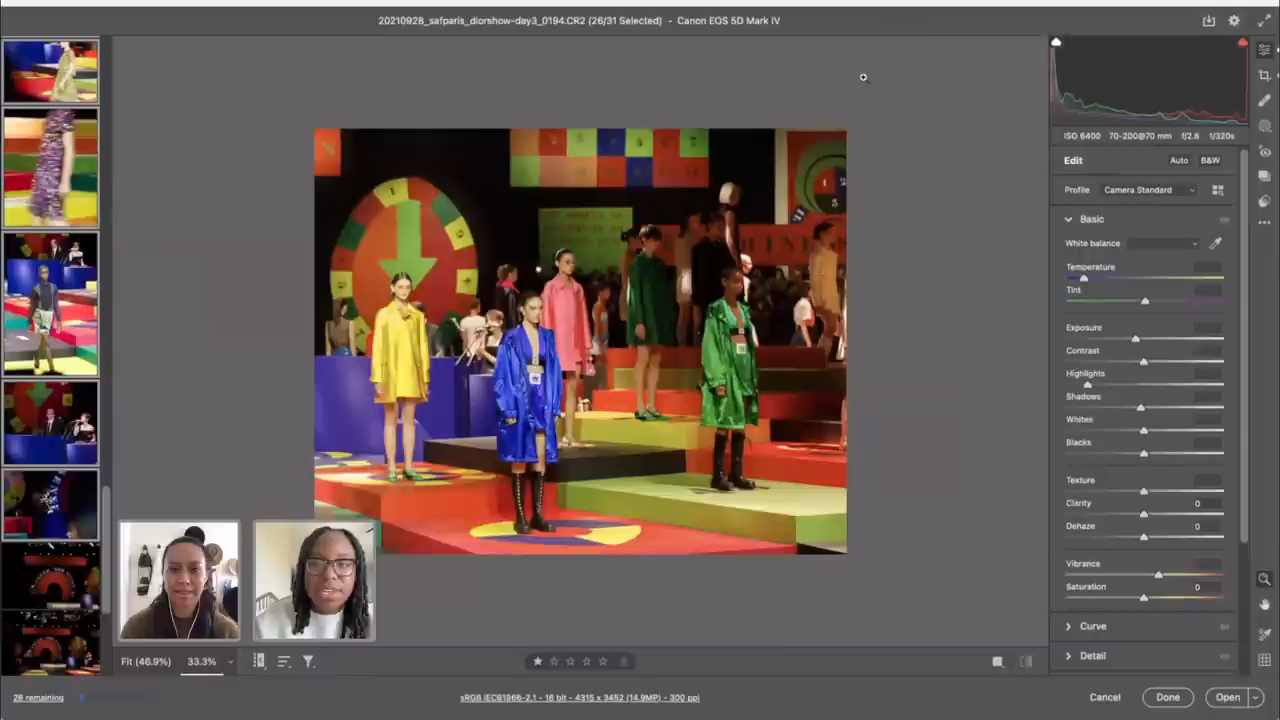 20210928_safparis_diorshow-day3_0194.CR2 (26/31 Selected) - Canon EOS 5D Mark IV
ISO 6400 70-200@70 mm f/2.8 1/320s
Edit Auto B&W
Profile Camera Standard
Basic
White balance
Temperature
Tint
Exposure
Contrast
Highlights
Shadows
Whites
Blacks
Texture
Clarity 0
Dehaze 0
Vibrance
Saturation 0
Curve
Detail
Fit (46.9%) 33.3%
26 remaining
sRGB IEC61966-2.1 - 16 bit - 4315 x 3452 (14.9MP) - 300 ppi
Cancel Done Open